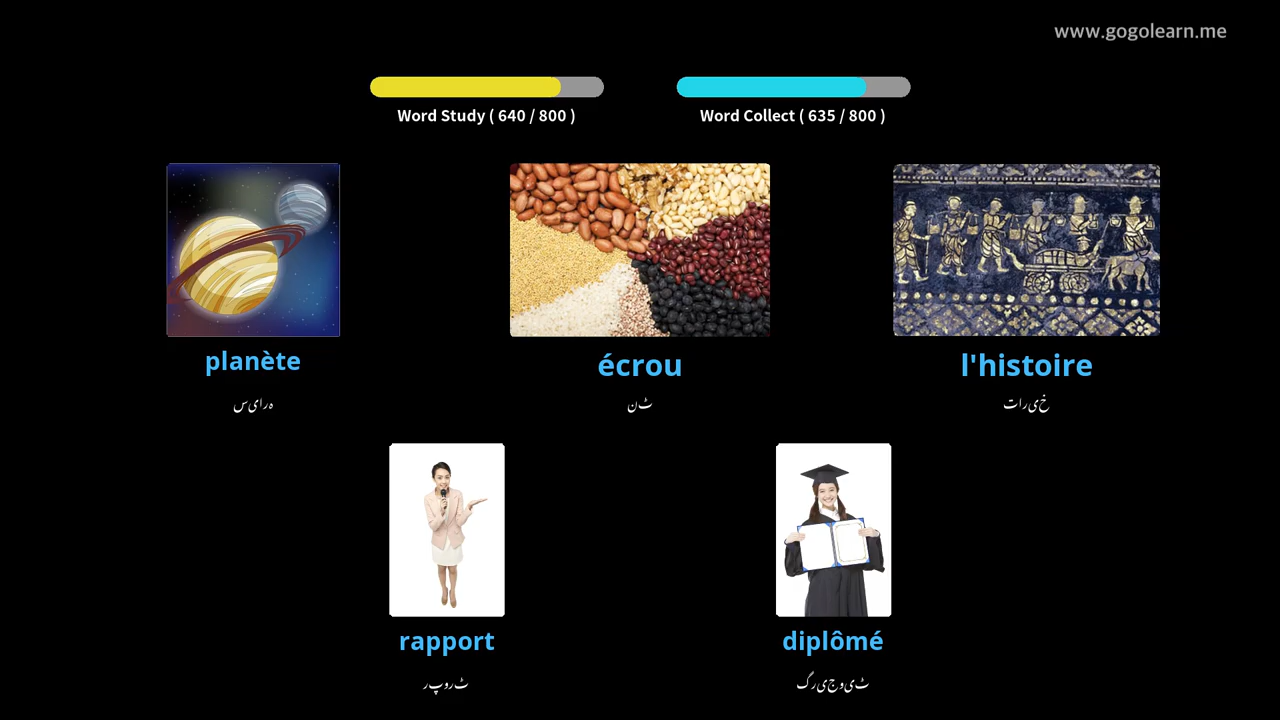 www.gogolearn.me
Word Study ( 640 / 800 )
Word Collect ( 635 / 800 )
planète
écrou
l'histoire
سیارہ
نٹ
تاریخ
rapport
diplômé
رپورٹ
گریجویٹ